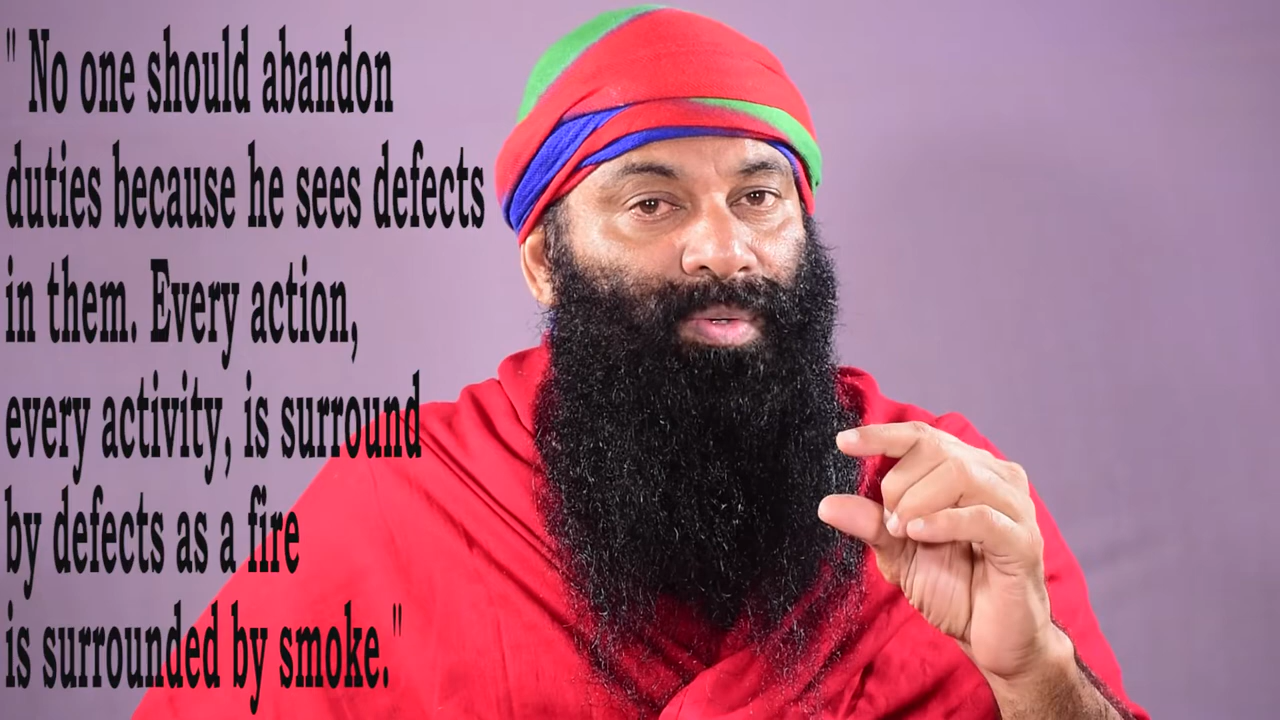 " No one should abandon
duties because he sees defects
in them. Every action,
every activity, is surround
by defects as a fire
is surrounded by smoke."